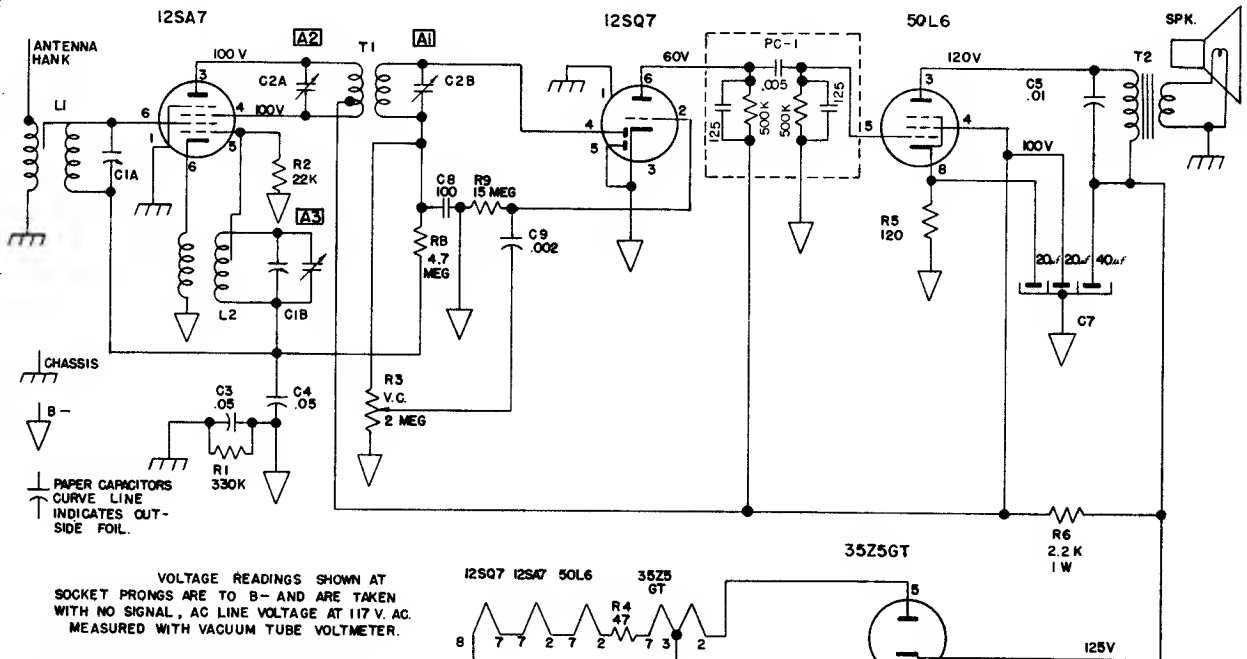 12SA7
12SQ7
50L6
SPK.
ANTENNA
HANK
A2
T1
A1
PC-1
T2
100V
C2A
C2B
60V
.005
120V
C5
.01
3
6
3
L1
6
4
100V
1
5
1
2
4
5
3
125
500K
500K
125
5
4
100V
8
C1A
6
R2
22K
A3
C8
100
R9
15 MEG
R8
4.7
MEG
C9
.002
R5
120
20µf 20µf 40µf
L2
C1B
C7
CHASSIS
B-
C3
.05
C4
.05
R3
V.C.
2 MEG
R1
330K
PAPER CAPACITORS
CURVE LINE
INDICATES OUT-
SIDE FOIL.
R6
2.2K
1W
35Z5GT
VOLTAGE READINGS SHOWN AT
SOCKET PRONGS ARE TO B- AND ARE TAKEN
WITH NO SIGNAL, AC LINE VOLTAGE AT 117 V. AC.
MEASURED WITH VACUUM TUBE VOLTMETER.
12SQ7 12SA7 50L6 35Z5
GT
R4
47
8 7 7 2 7 2 7 3 2
5
125V